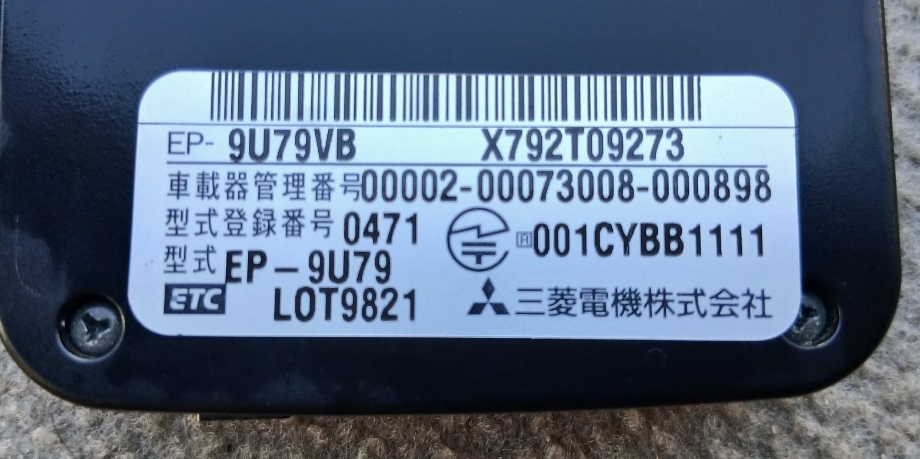 EP- 9U79VB X792T09273
車載器管理番号00002-00073008-000898
型式登録番号 0471 R 001CYBB1111
型式 EP-9U79
ETC LOT9821 三菱電機株式会社